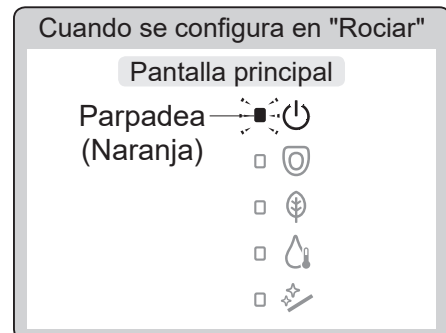 Cuando se configura en "Rociar"
Pantalla principal
Parpadea
(Naranja)